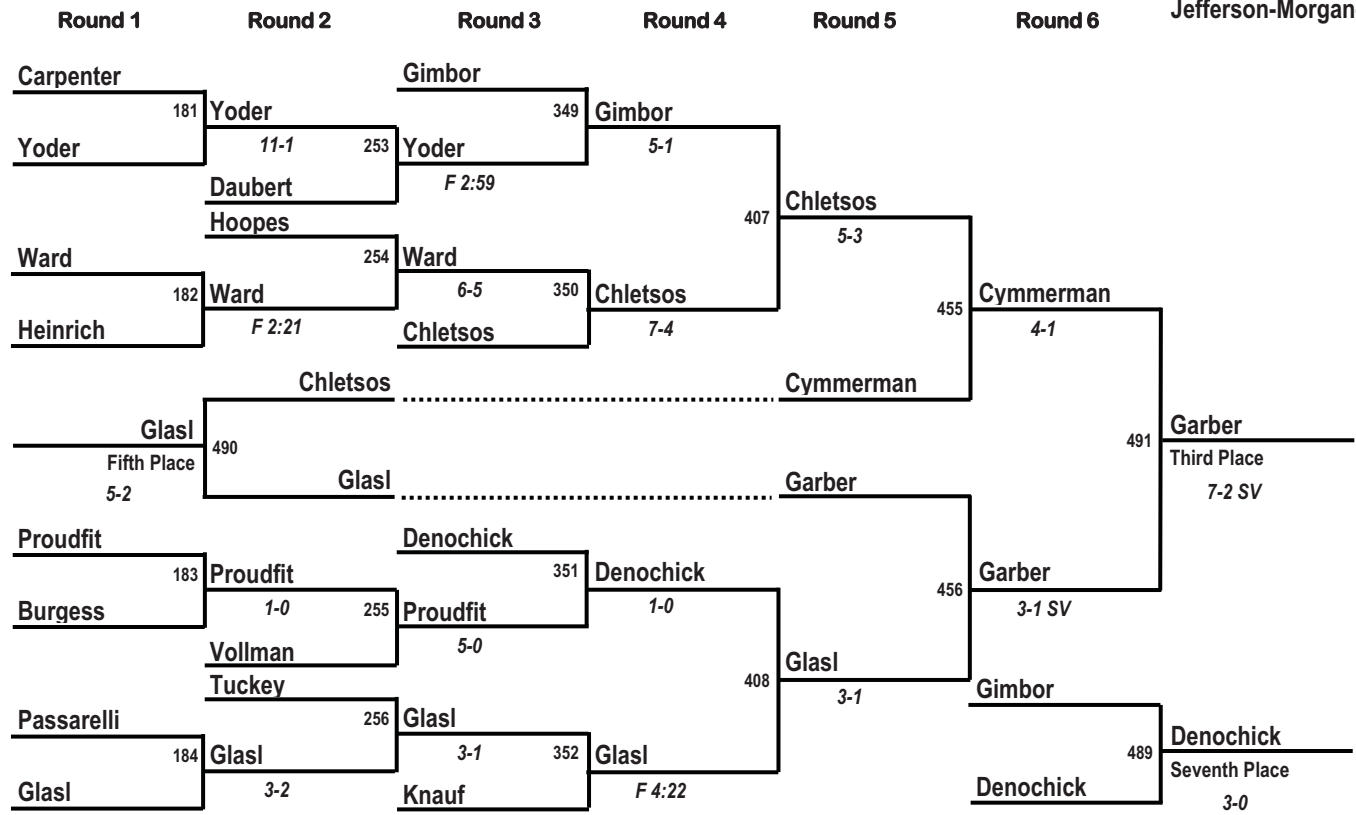 Jefferson-Morgan
Round 1 Round 2 Round 3 Round 4 Round 5 Round 6
Carpenter
Gimbor
181 Yoder
349 Gimbor
Yoder
11-1
253 Yoder
5-1
Daubert
F 2:59
Hoopes
407 Chletsos
5-3
Ward
254 Ward
182 Ward
6-5
350 Chletsos
455 Cymmerman
Heinrich
F 2:21
Chletsos
7-4
4-1
Chletsos
Cymmerman
Glasl
490
491 Garber
Fifth Place
Third Place
5-2
Glasl
Garber
7-2 SV
Proudfit
Denochick
183 Proudfit
351 Denochick
456 Garber
Burgess
1-0
255 Proudfit
1-0
3-1 SV
Vollman
5-0
Tuckey
408 Glasl
3-1
Gimbor
Passarelli
256 Glasl
184 Glasl
3-1
352 Glasl
489 Denochick
Glasl
3-2
Knauf
F 4:22
Denochick
Seventh Place
3-0